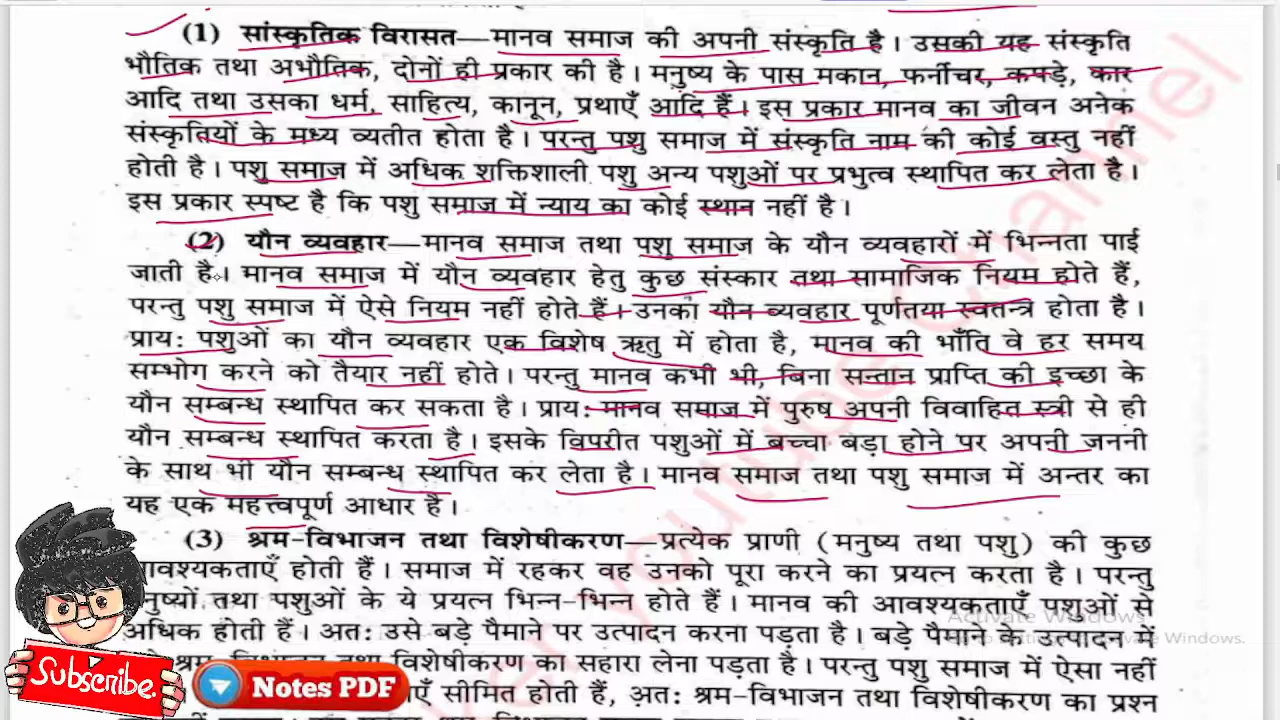 (1) सांस्कृतिक विरासत—मानव समाज की अपनी संस्कृति है। उसकी यह संस्कृति
भौतिक तथा अभौतिक, दोनों ही प्रकार की है। मनुष्य के पास मकान, फर्नीचर, कपड़े, कार
आदि तथा उसका धर्म, साहित्य, कानून, प्रथाएँ आदि हैं। इस प्रकार मानव का जीवन अनेक
संस्कृतियों के मध्य व्यतीत होता है। परन्तु पशु समाज में संस्कृति नाम की कोई वस्तु नहीं
होती है। पशु समाज में अधिक शक्तिशाली पशु अन्य पशुओं पर प्रभुत्व स्थापित कर लेता है।
इस प्रकार स्पष्ट है कि पशु समाज में न्याय का कोई स्थान नहीं है।
(2) यौन व्यवहार—मानव समाज तथा पशु समाज के यौन व्यवहारों में भिन्नता पाई
जाती है। मानव समाज में यौन व्यवहार हेतु कुछ संस्कार तथा सामाजिक नियम होते हैं,
परन्तु पशु समाज में ऐसे नियम नहीं होते हैं। उनका यौन व्यवहार पूर्णतया स्वतन्त्र होता है।
प्राय: पशुओं का यौन व्यवहार एक विशेष ऋतु में होता है, मानव की भाँति वे हर समय
सम्भोग करने को तैयार नहीं होते। परन्तु मानव कभी भी, बिना सन्तान प्राप्ति की इच्छा के
यौन सम्बन्ध स्थापित कर सकता है। प्राय: मानव समाज में पुरुष अपनी विवाहित स्त्री से ही
यौन सम्बन्ध स्थापित करता है। इसके विपरीत पशुओं में बच्चा बड़ा होने पर अपनी जननी
के साथ भी यौन सम्बन्ध स्थापित कर लेता है। मानव समाज तथा पशु समाज में अन्तर का
यह एक महत्त्वपूर्ण आधार है।
(3) श्रम-विभाजन तथा विशेषीकरण—प्रत्येक प्राणी (मनुष्य तथा पशु) की कुछ
आवश्यकताएँ होती हैं। समाज में रहकर वह उनको पूरा करने का प्रयत्न करता है। परन्तु
मनुष्यों तथा पशुओं के ये प्रयत्न भिन्न-भिन्न होते हैं। मानव की आवश्यकताएँ पशुओं से
अधिक होती हैं। अत: उसे बड़े पैमाने पर उत्पादन करना पड़ता है। बड़े पैमाने के उत्पादन में
श्रम-विभाजन तथा विशेषीकरण का सहारा लेना पड़ता है। परन्तु पशु समाज में ऐसा नहीं
सीमित होती हैं, अत: श्रम-विभाजन तथा विशेषीकरण का प्रश्न
youtube Channel
Activate Windows
Windows.
Subscribe
Notes PDF